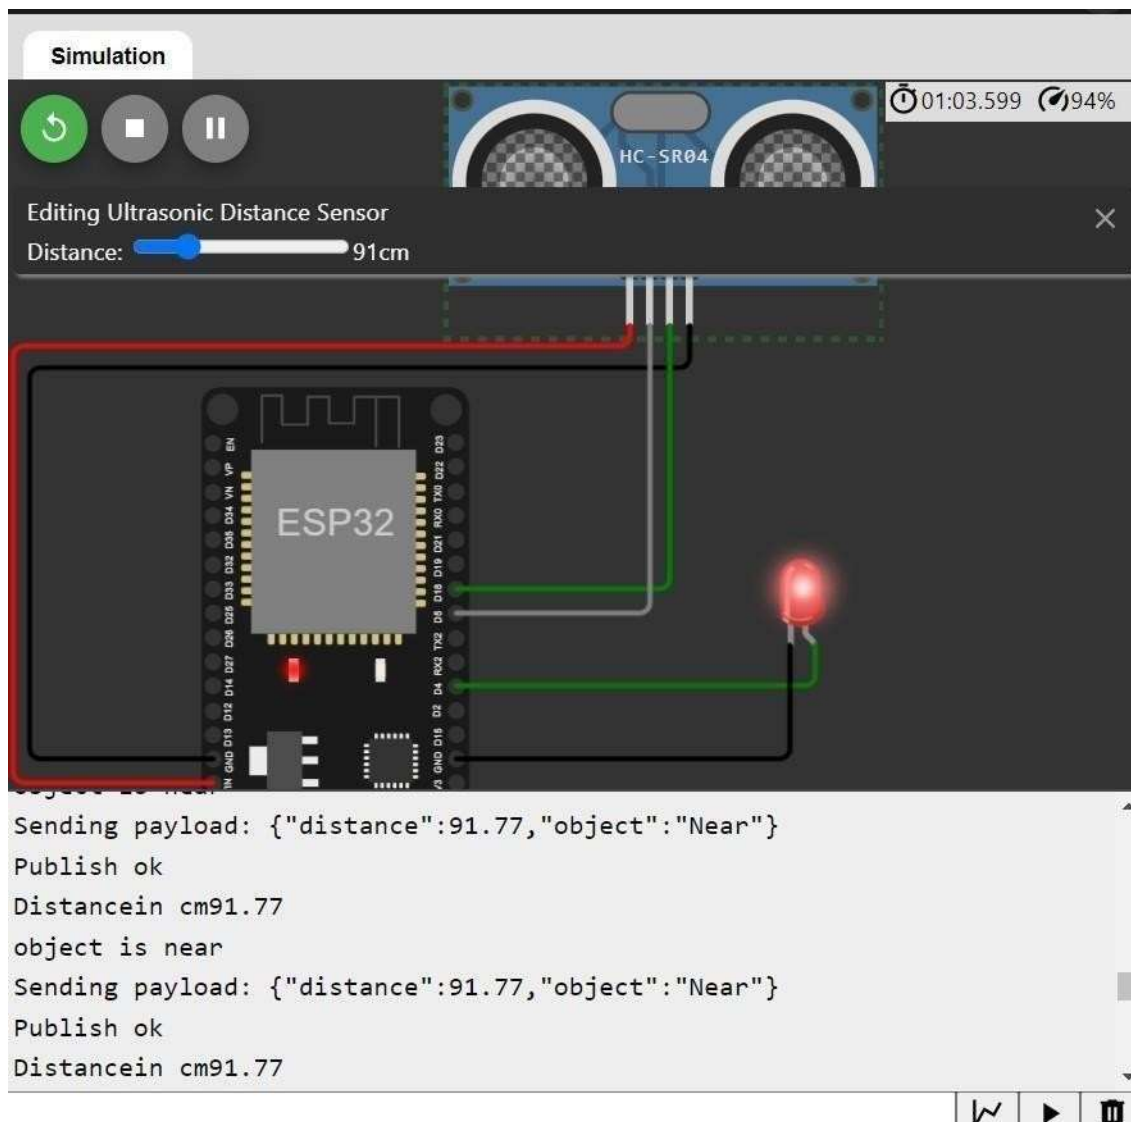 Simulation
01:03.599 94%
HC-SR04
Editing Ultrasonic Distance Sensor
Distance: 91cm
ESP32
EN
VP
VN
D34
D35
D32
D33
D25
D26
D27
D14
D12
D13
GND
D23
D22
TX0
RX0
D21
D19
D18
D5
TX2
RX2
D4
D2
D15
GND
object is near
Sending payload: {"distance":91.77,"object":"Near"}
Publish ok
Distancein cm91.77
object is near
Sending payload: {"distance":91.77,"object":"Near"}
Publish ok
Distancein cm91.77